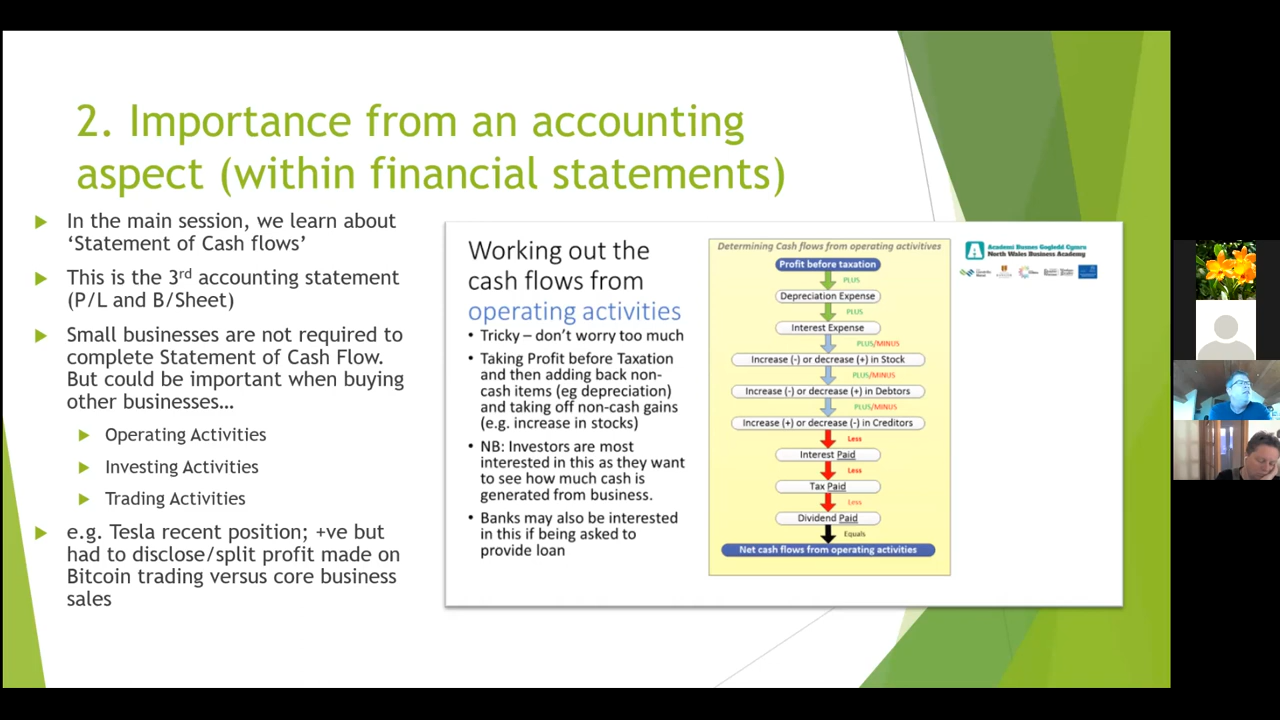 2. Importance from an accounting
aspect (within financial statements)
In the main session, we learn about
‘Statement of Cash flows’
This is the 3rd accounting statement
(P/L and B/Sheet)
Small businesses are not required to
complete Statement of Cash Flow.
But could be important when buying
other businesses…
Operating Activities
Investing Activities
Trading Activities
e.g. Tesla recent position; +ve but
had to disclose/split profit made on
Bitcoin trading versus core business
sales
Working out the
cash flows from
operating activities
• Tricky – don’t worry too much
• Taking Profit before Taxation
and then adding back non-
cash items (eg depreciation)
and taking off non-cash gains
(e.g. increase in stocks)
• NB: Investors are most
interested in this as they want
to see how much cash is
generated from business.
• Banks may also be interested
in this if being asked to
provide loan
Determining Cash flows from operating activitives
Profit before taxation
PLUS
Depreciation Expense
PLUS
Interest Expense
PLUS/MINUS
Increase (-) or decrease (+) in Stock
PLUS/MINUS
Increase (-) or decrease (+) in Debtors
PLUS/MINUS
Increase (+) or decrease (-) in Creditors
Less
Interest Paid
Less
Tax Paid
Less
Dividend Paid
Equals
Net cash flows from operating activities
Academi Busnes Gogledd Cymru
North Wales Business Academy